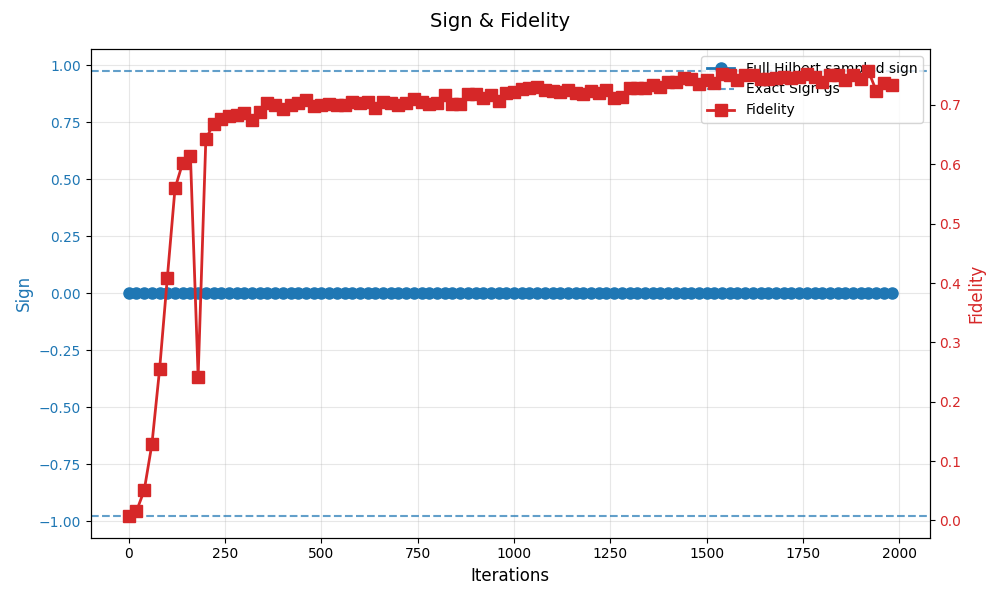 Sign & Fidelity
Full Hilbert sampled sign
Exact Sign gs
Fidelity
1.00
0.75
0.50
0.25
0.00
−0.25
−0.50
−0.75
−1.00
Sign
0.7
0.6
0.5
0.4
0.3
0.2
0.1
0.0
Fidelity
0 250 500 750 1000 1250 1500 1750 2000
Iterations